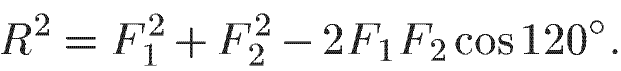 R² = F₁² + F₂² − 2F₁F₂ cos 120°.